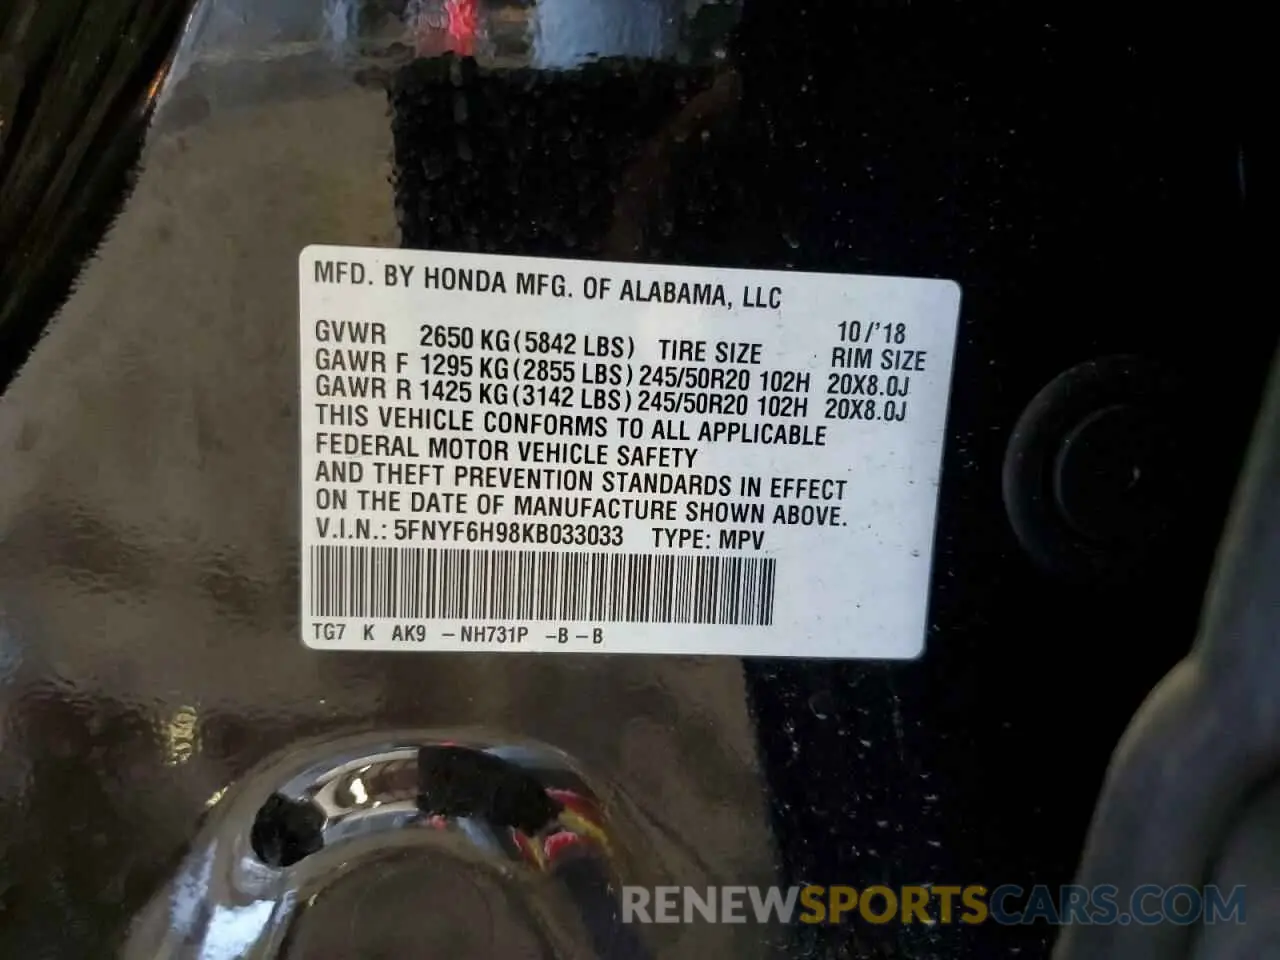 MFD. BY HONDA MFG. OF ALABAMA, LLC
10/'18
GVWR 2650 KG(5842 LBS) TIRE SIZE RIM SIZE
GAWR F 1295 KG(2855 LBS) 245/50R20 102H 20X8.0J
GAWR R 1425 KG(3142 LBS) 245/50R20 102H 20X8.0J
THIS VEHICLE CONFORMS TO ALL APPLICABLE
FEDERAL MOTOR VEHICLE SAFETY
AND THEFT PREVENTION STANDARDS IN EFFECT
ON THE DATE OF MANUFACTURE SHOWN ABOVE.
V.I.N.: 5FNYF6H98KB033033 TYPE: MPV
TG7 K AK9 -NH731P -B-B
RENEWSPORTSCARS.COM